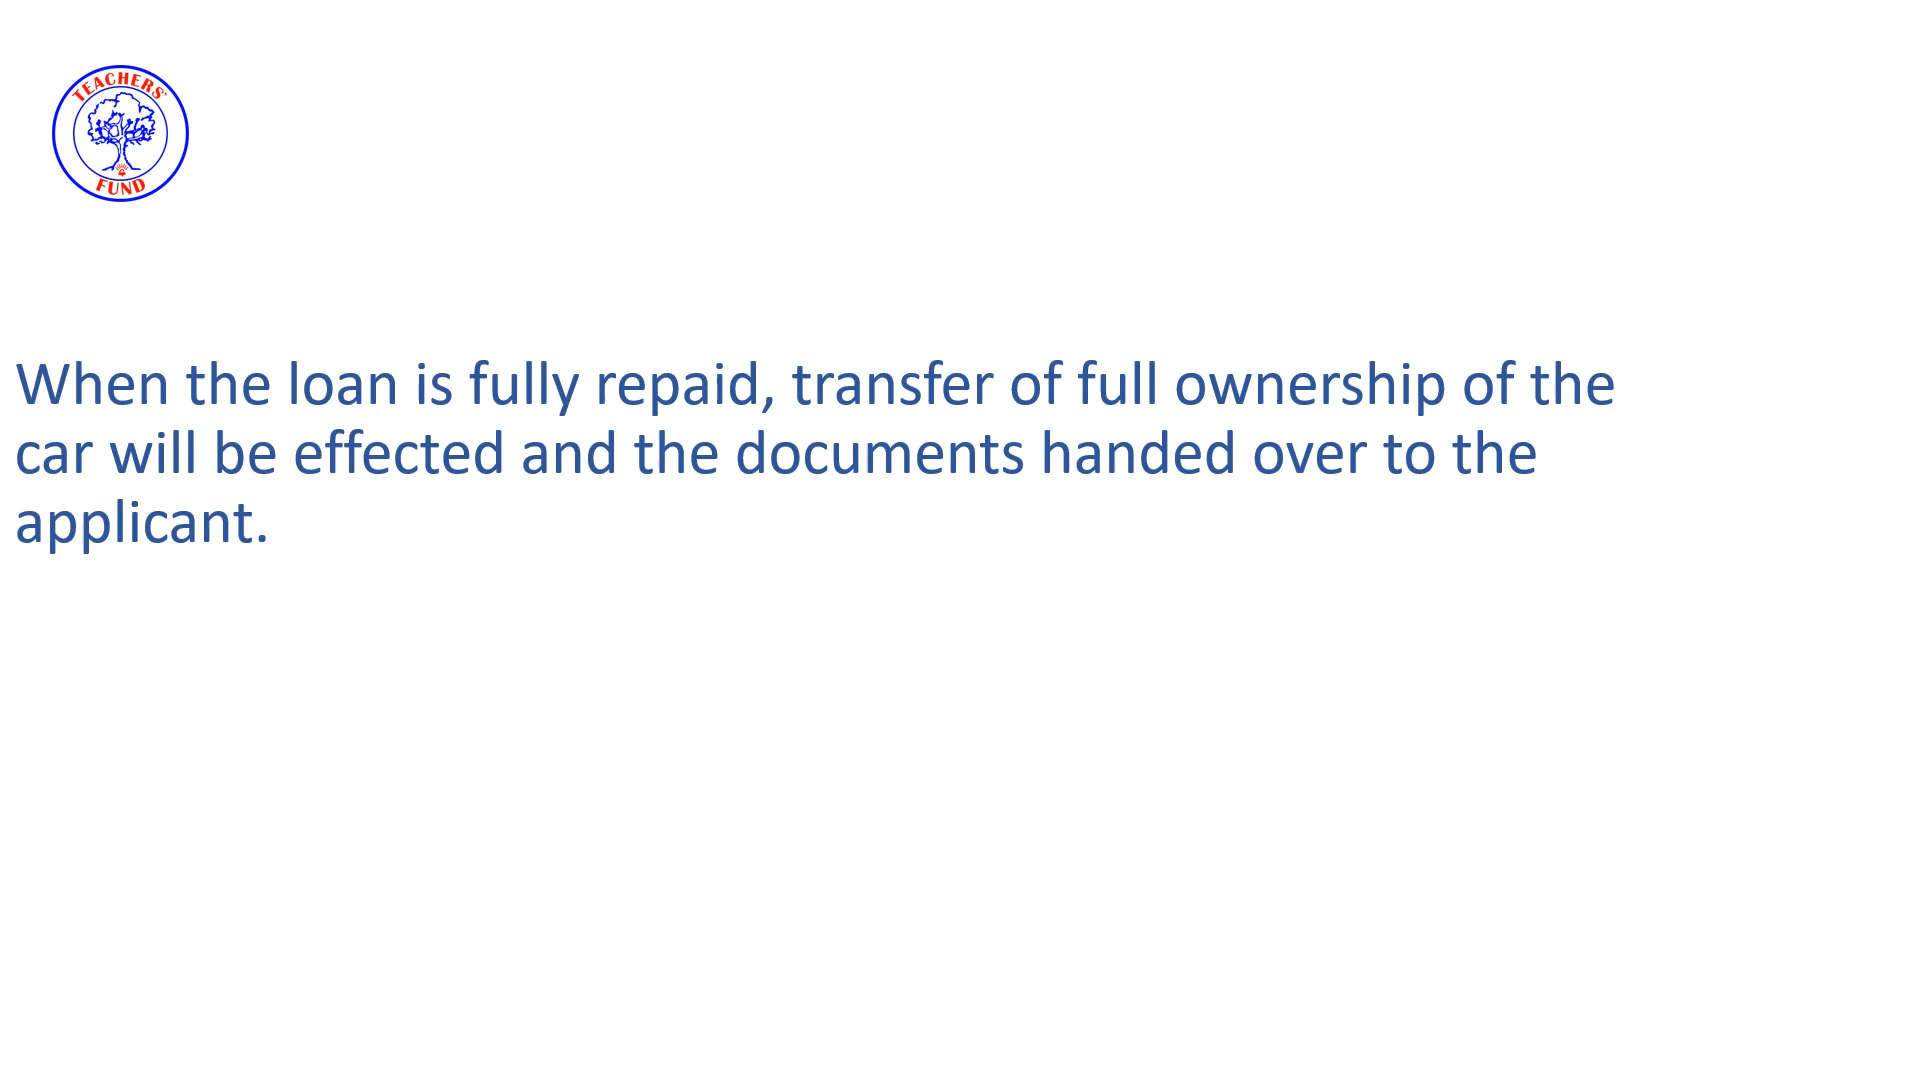 TEACHERS'
FUND
When the loan is fully repaid, transfer of full ownership of the
car will be effected and the documents handed over to the
applicant.